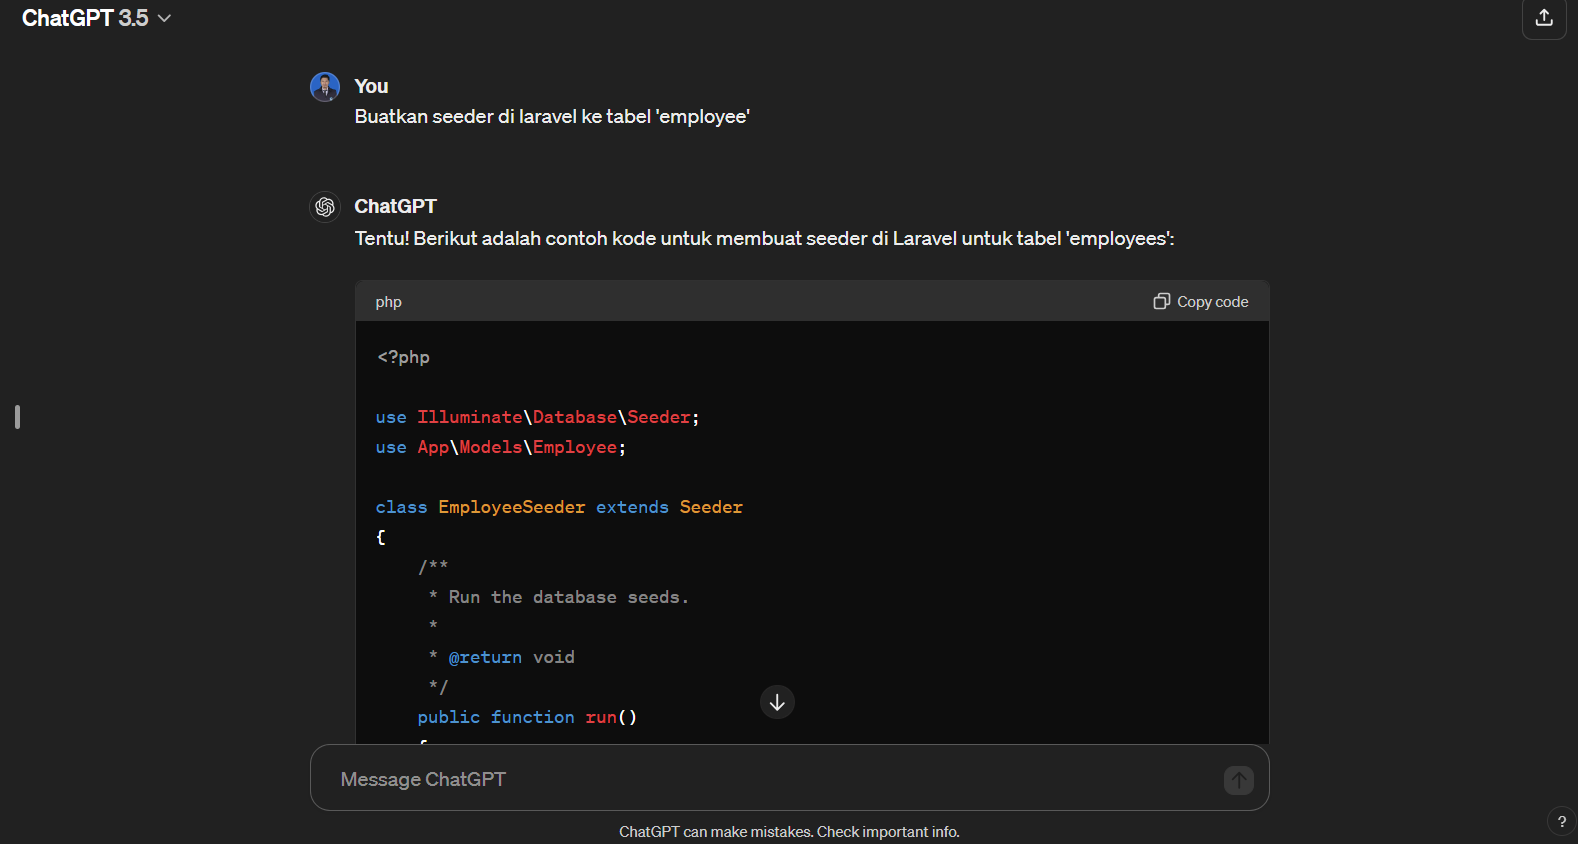 ChatGPT 3.5
You
Buatkan seeder di laravel ke tabel 'employee'
ChatGPT
Tentu! Berikut adalah contoh kode untuk membuat seeder di Laravel untuk tabel 'employees':
php
Copy code
<?php
use Illuminate\Database\Seeder;
use App\Models\Employee;
class EmployeeSeeder extends Seeder
{
/**
* Run the database seeds.
*
* @return void
*/
public function run()
{
Message ChatGPT
ChatGPT can make mistakes. Check important info.
?